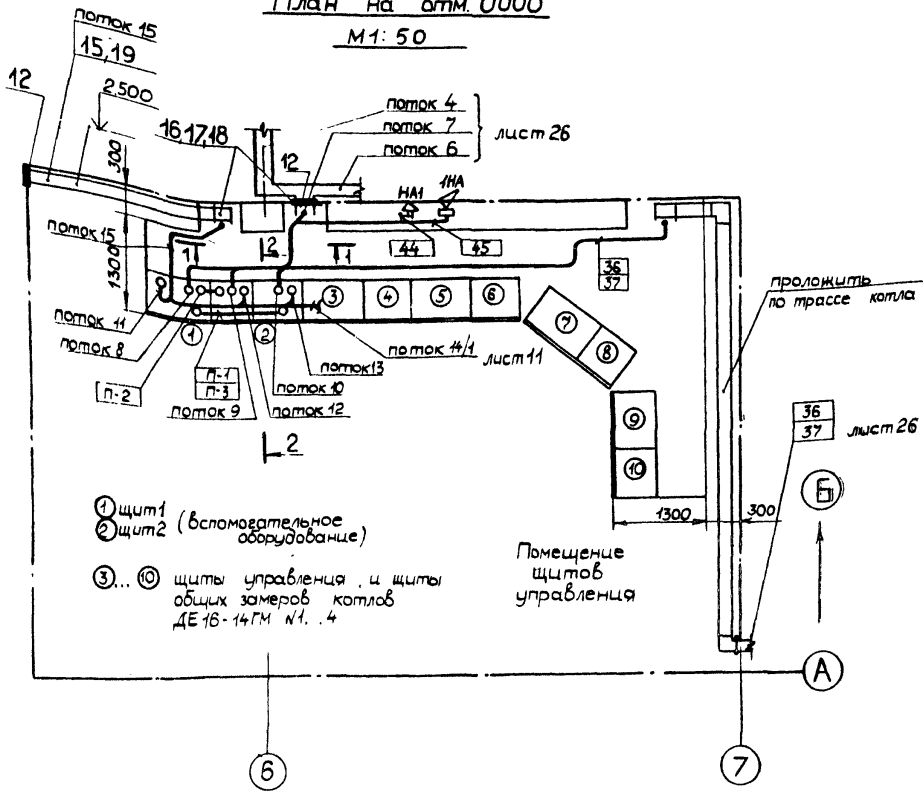 План на отм. 0000
М1:50
поток 15
15,19
12
2,500
300
16,17,18
12
поток 4
поток 7
поток 6
лист 26
НА1
1НА
44
45
поток 15
1300
1
2
1
36
37
проложить
по трассе котла
3
4
5
6
7
8
9
10
поток 11
поток 8
1
2
П-2
П-1
П-3
поток 9
поток 10
поток 12
поток 13
поток 14/1
лист 11
2
36
37
лист 26
1300
300
Б
А
1 щит1
2 щит2 (вспомогательное
оборудование)
3... 10 щиты управления и щиты
общих замеров котлов
ДЕ16-14ГМ N1. .4
Помещение
щитов
управления
6
7